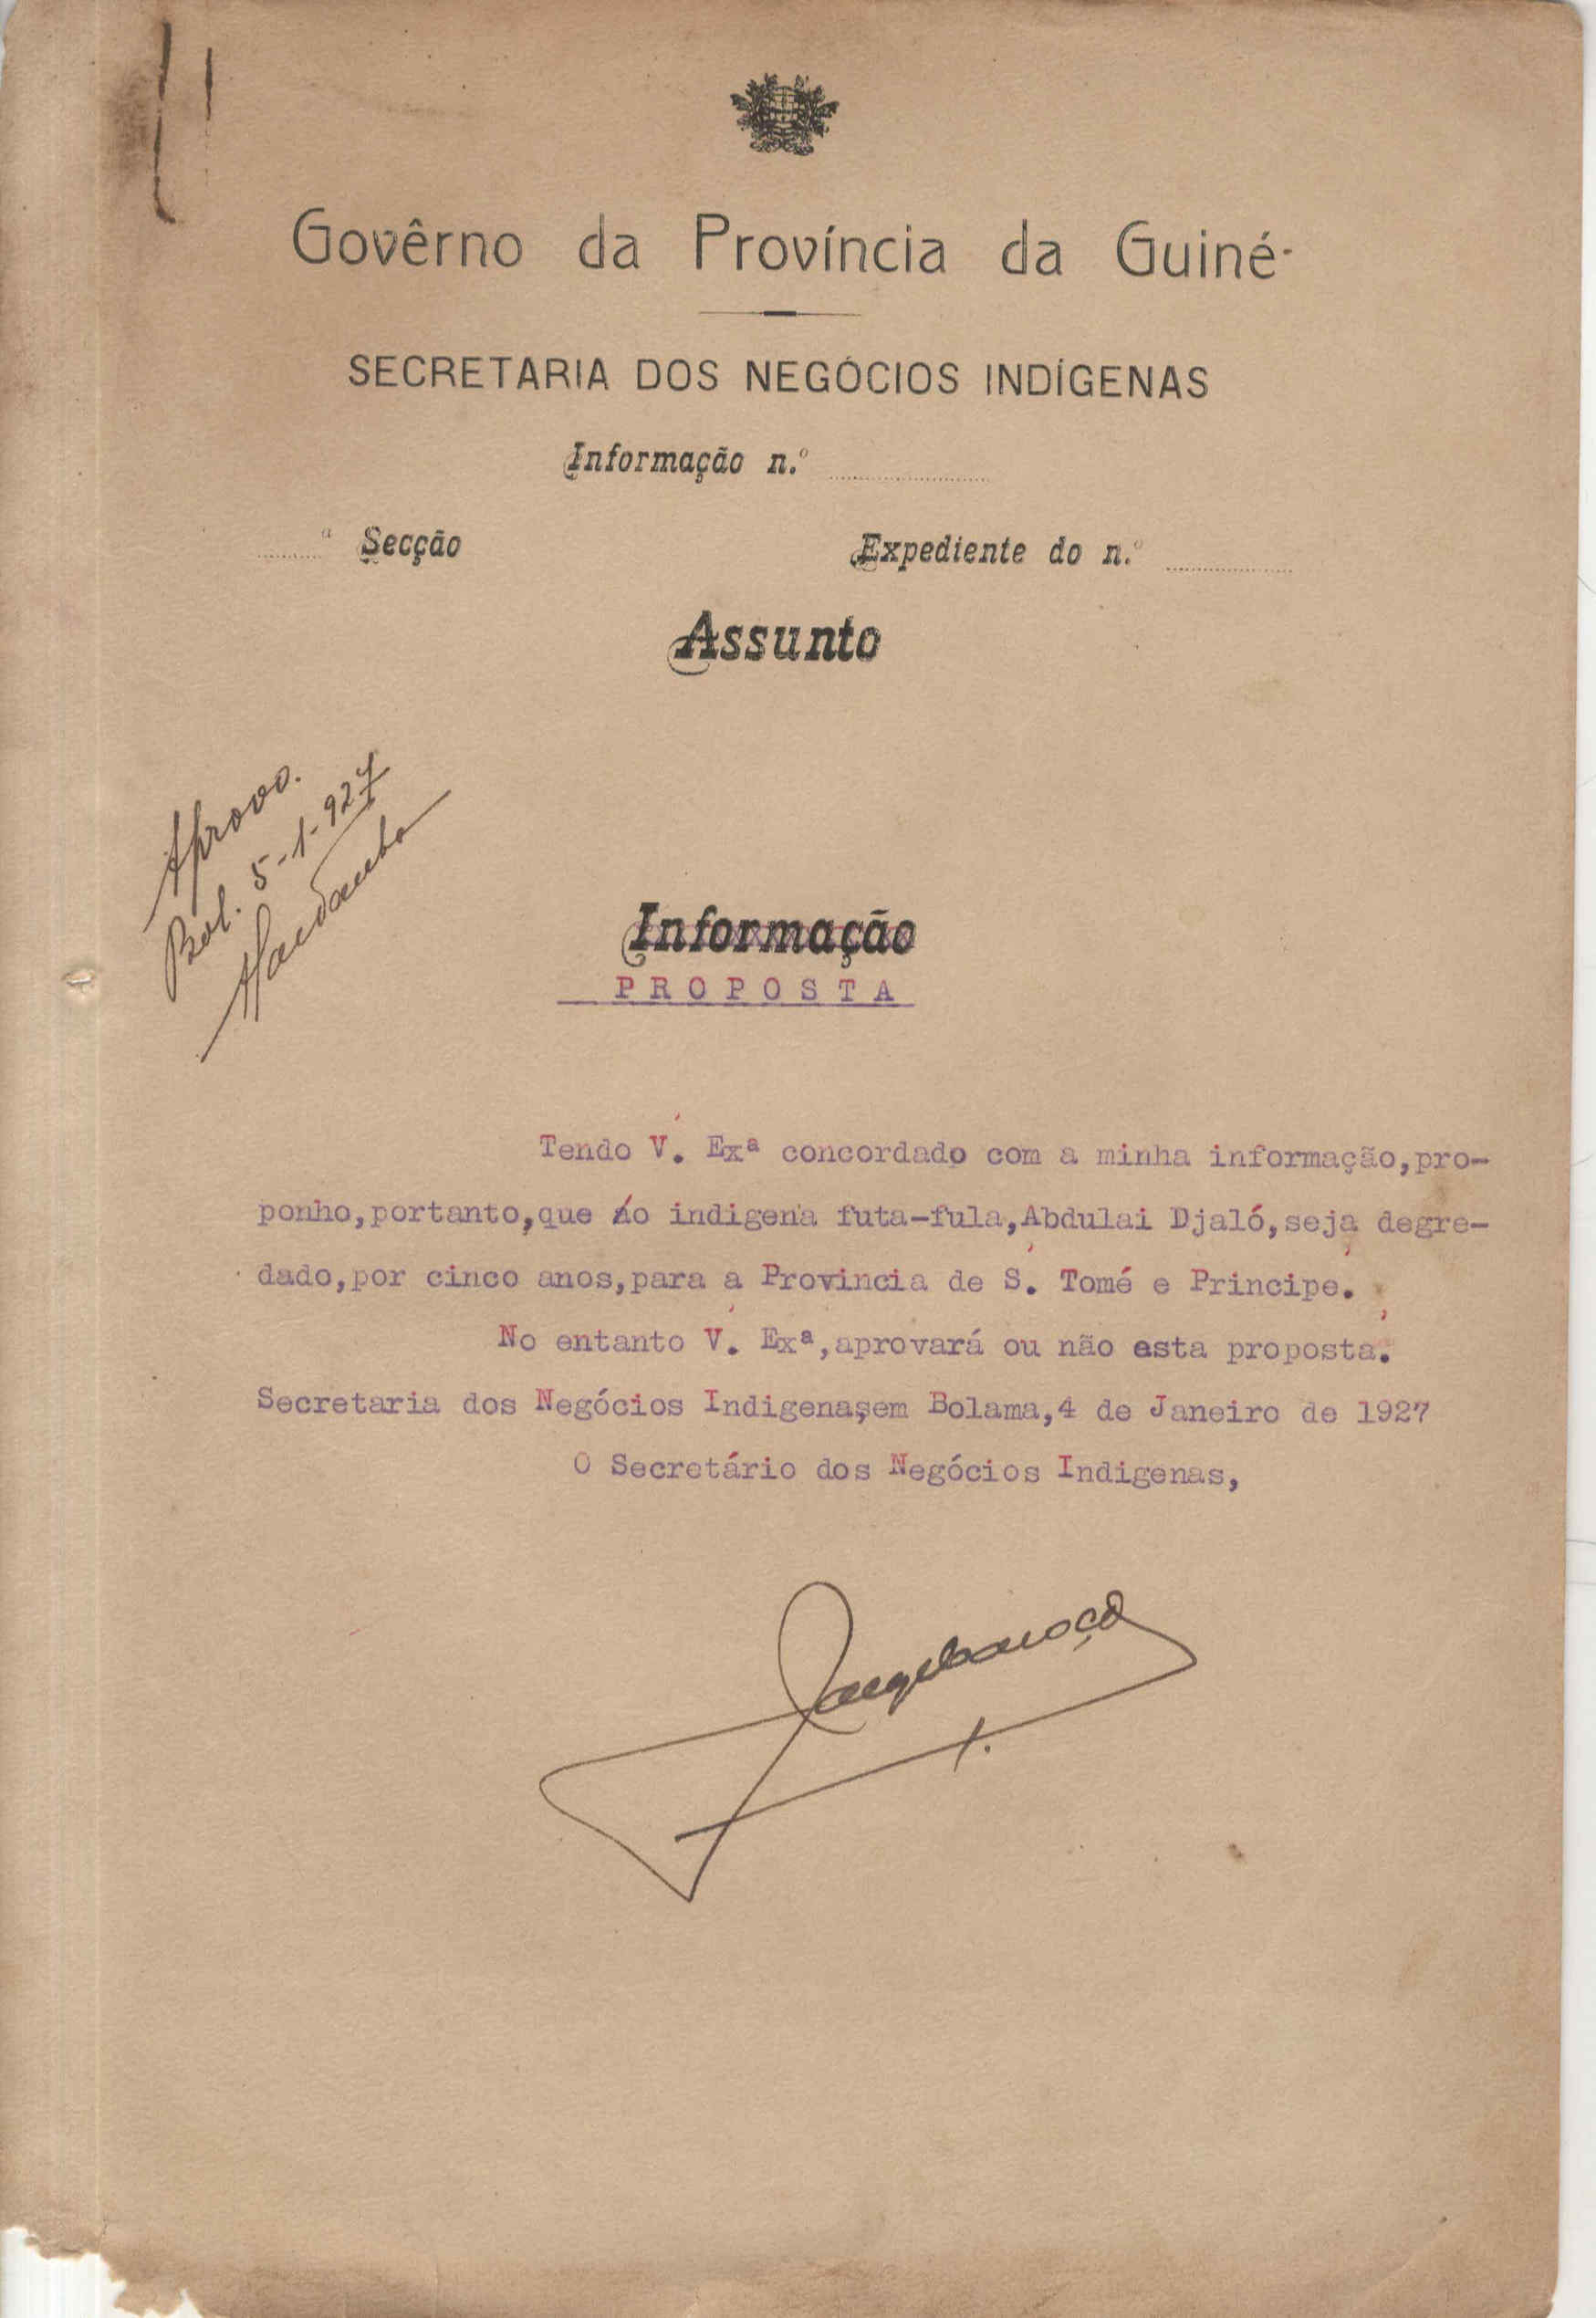 Govêrno da Província da Guiné
SECRETARIA DOS NEGÓCIOS INDÍGENAS
Informação n.º
ª Secção
Expediente do n.º
Assunto
Aprovo.
Bol. 5-1-927
Informação
PROPOSTA
Tendo V. Exª concordado com a minha informação,pro-
ponho,portanto,que o indigena futa-fula,Abdulai Djaló,seja degre-
dado,por cinco anos,para a Provincia de S. Tomé e Principe.
No entanto V. Exª,aprovará ou não esta proposta.
Secretaria dos Negócios Indigenas,em Bolama,4 de Janeiro de 1927
O Secretário dos Negócios Indigenas,